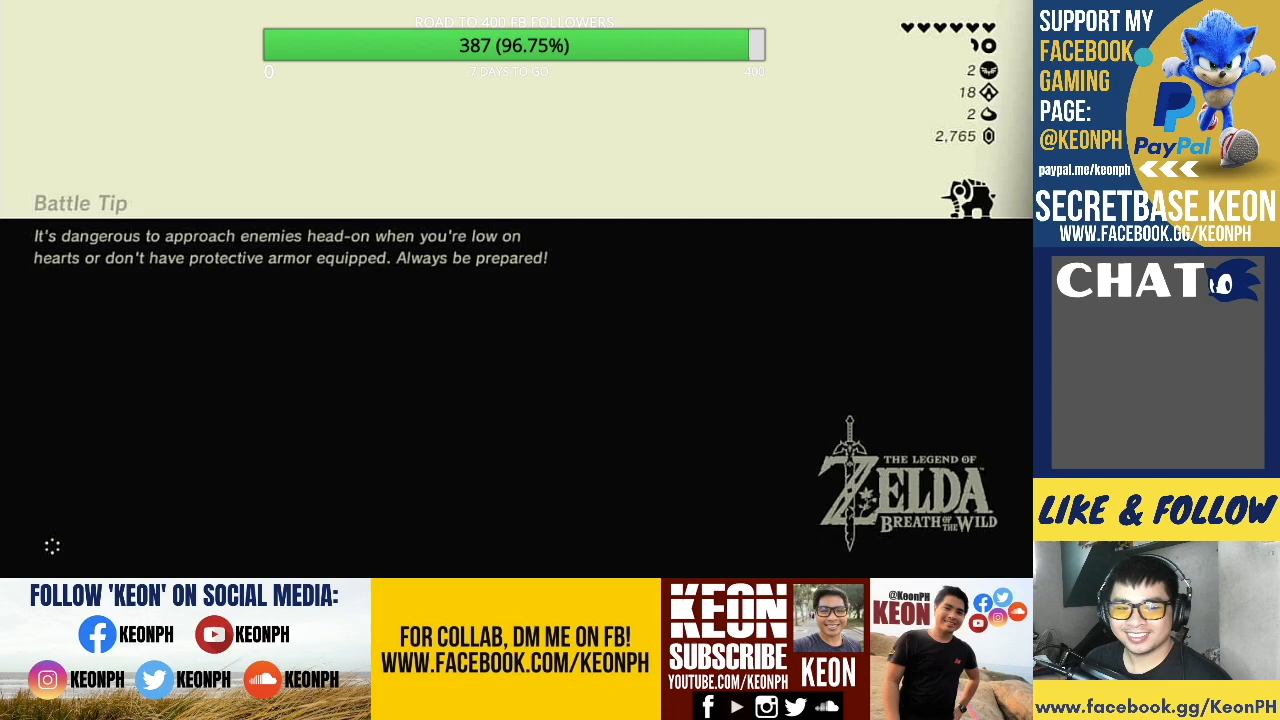 ROAD TO 400 FB FOLLOWERS
387 (96.75%)
0
7 DAYS TO GO
400
2
18
2
2,765
Battle Tip
It's dangerous to approach enemies head-on when you're low on
hearts or don't have protective armor equipped. Always be prepared!
THE LEGEND OF
ZELDA
BREATH OF THE WILD
SUPPORT MY
FACEBOOK
GAMING
PAGE:
@KEONPH
PayPal
paypal.me/keonph
SECRETBASE.KEON
WWW.FACEBOOK.GG/KEONPH
CHAT
LIKE & FOLLOW
www.facebook.gg/KeonPH
FOLLOW 'KEON' ON SOCIAL MEDIA:
KEONPH KEONPH
KEONPH KEONPH KEONPH
FOR COLLAB, DM ME ON FB!
WWW.FACEBOOK.COM/KEONPH
KEON
SUBSCRIBE
YOUTUBE.COM/KEONPH
KEON
@KeonPH
KEON